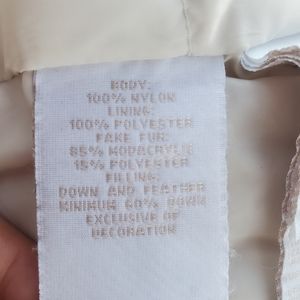 BODY:
100% NYLON
LINING:
100% POLYESTER
FAKE FUR:
85% MODACRYLIC
15% POLYESTER
FILLING:
DOWN AND FEATHER
MINIMUM 60% DOWN
EXCLUSIVE OF
DECORATION